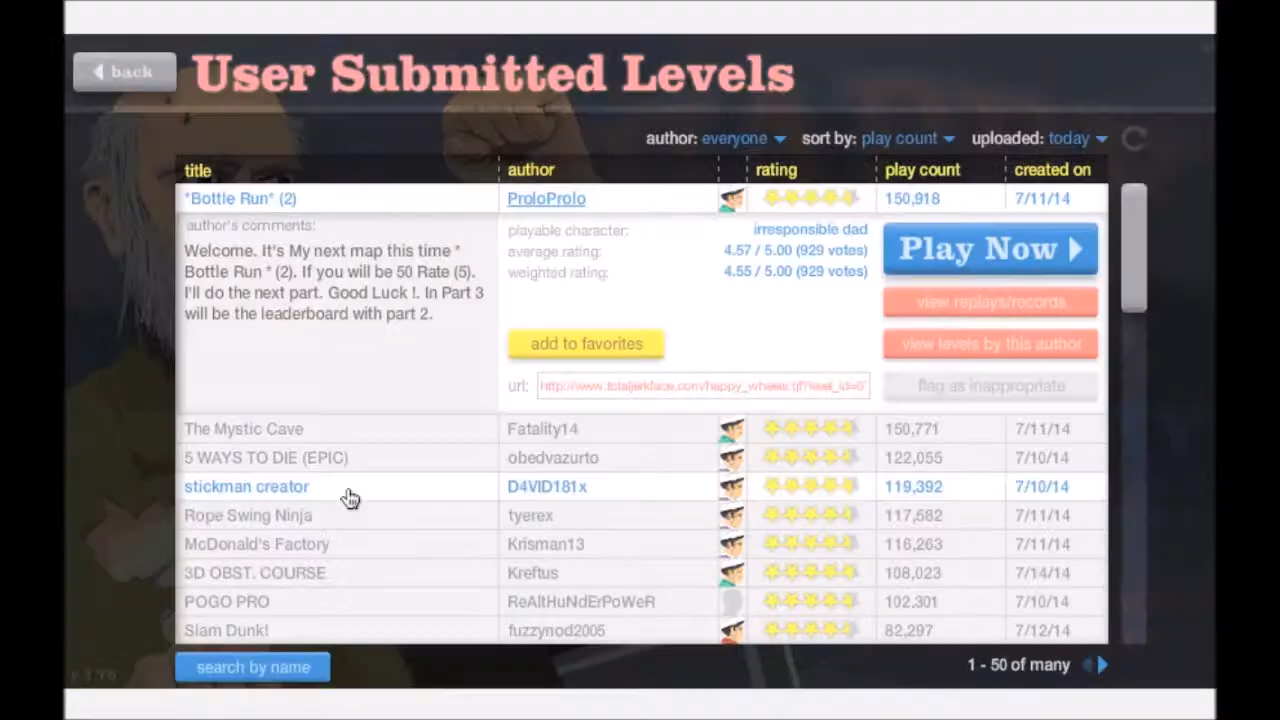 back
User Submitted Levels
author: everyone sort by: play count uploaded: today
title author rating play count created on
*Bottle Run* (2) ProloProlo 150,918 7/11/14
author's comments:
Welcome. It's My next map this time *
Bottle Run * (2). If you will be 50 Rate (5).
I'll do the next part. Good Luck !. In Part 3
will be the leaderboard with part 2.
playable character: irresponsible dad
average rating: 4.57 / 5.00 (929 votes)
weighted rating: 4.55 / 5.00 (929 votes)
add to favorites
url:
Play Now
view replays/records
view levels by this author
flag as inappropriate
The Mystic Cave Fatality14 150,771 7/11/14
5 WAYS TO DIE (EPIC) obedvazurto 122,055 7/10/14
stickman creator D4VID181x 119,392 7/10/14
Rope Swing Ninja tyerex 117,582 7/11/14
McDonald's Factory Krisman13 116,263 7/11/14
3D OBST. COURSE Kreftus 108,023 7/14/14
POGO PRO ReAltHuNdErPoWeR 102,301 7/10/14
Slam Dunk! fuzzynod2005 82,297 7/12/14
search by name
1 - 50 of many